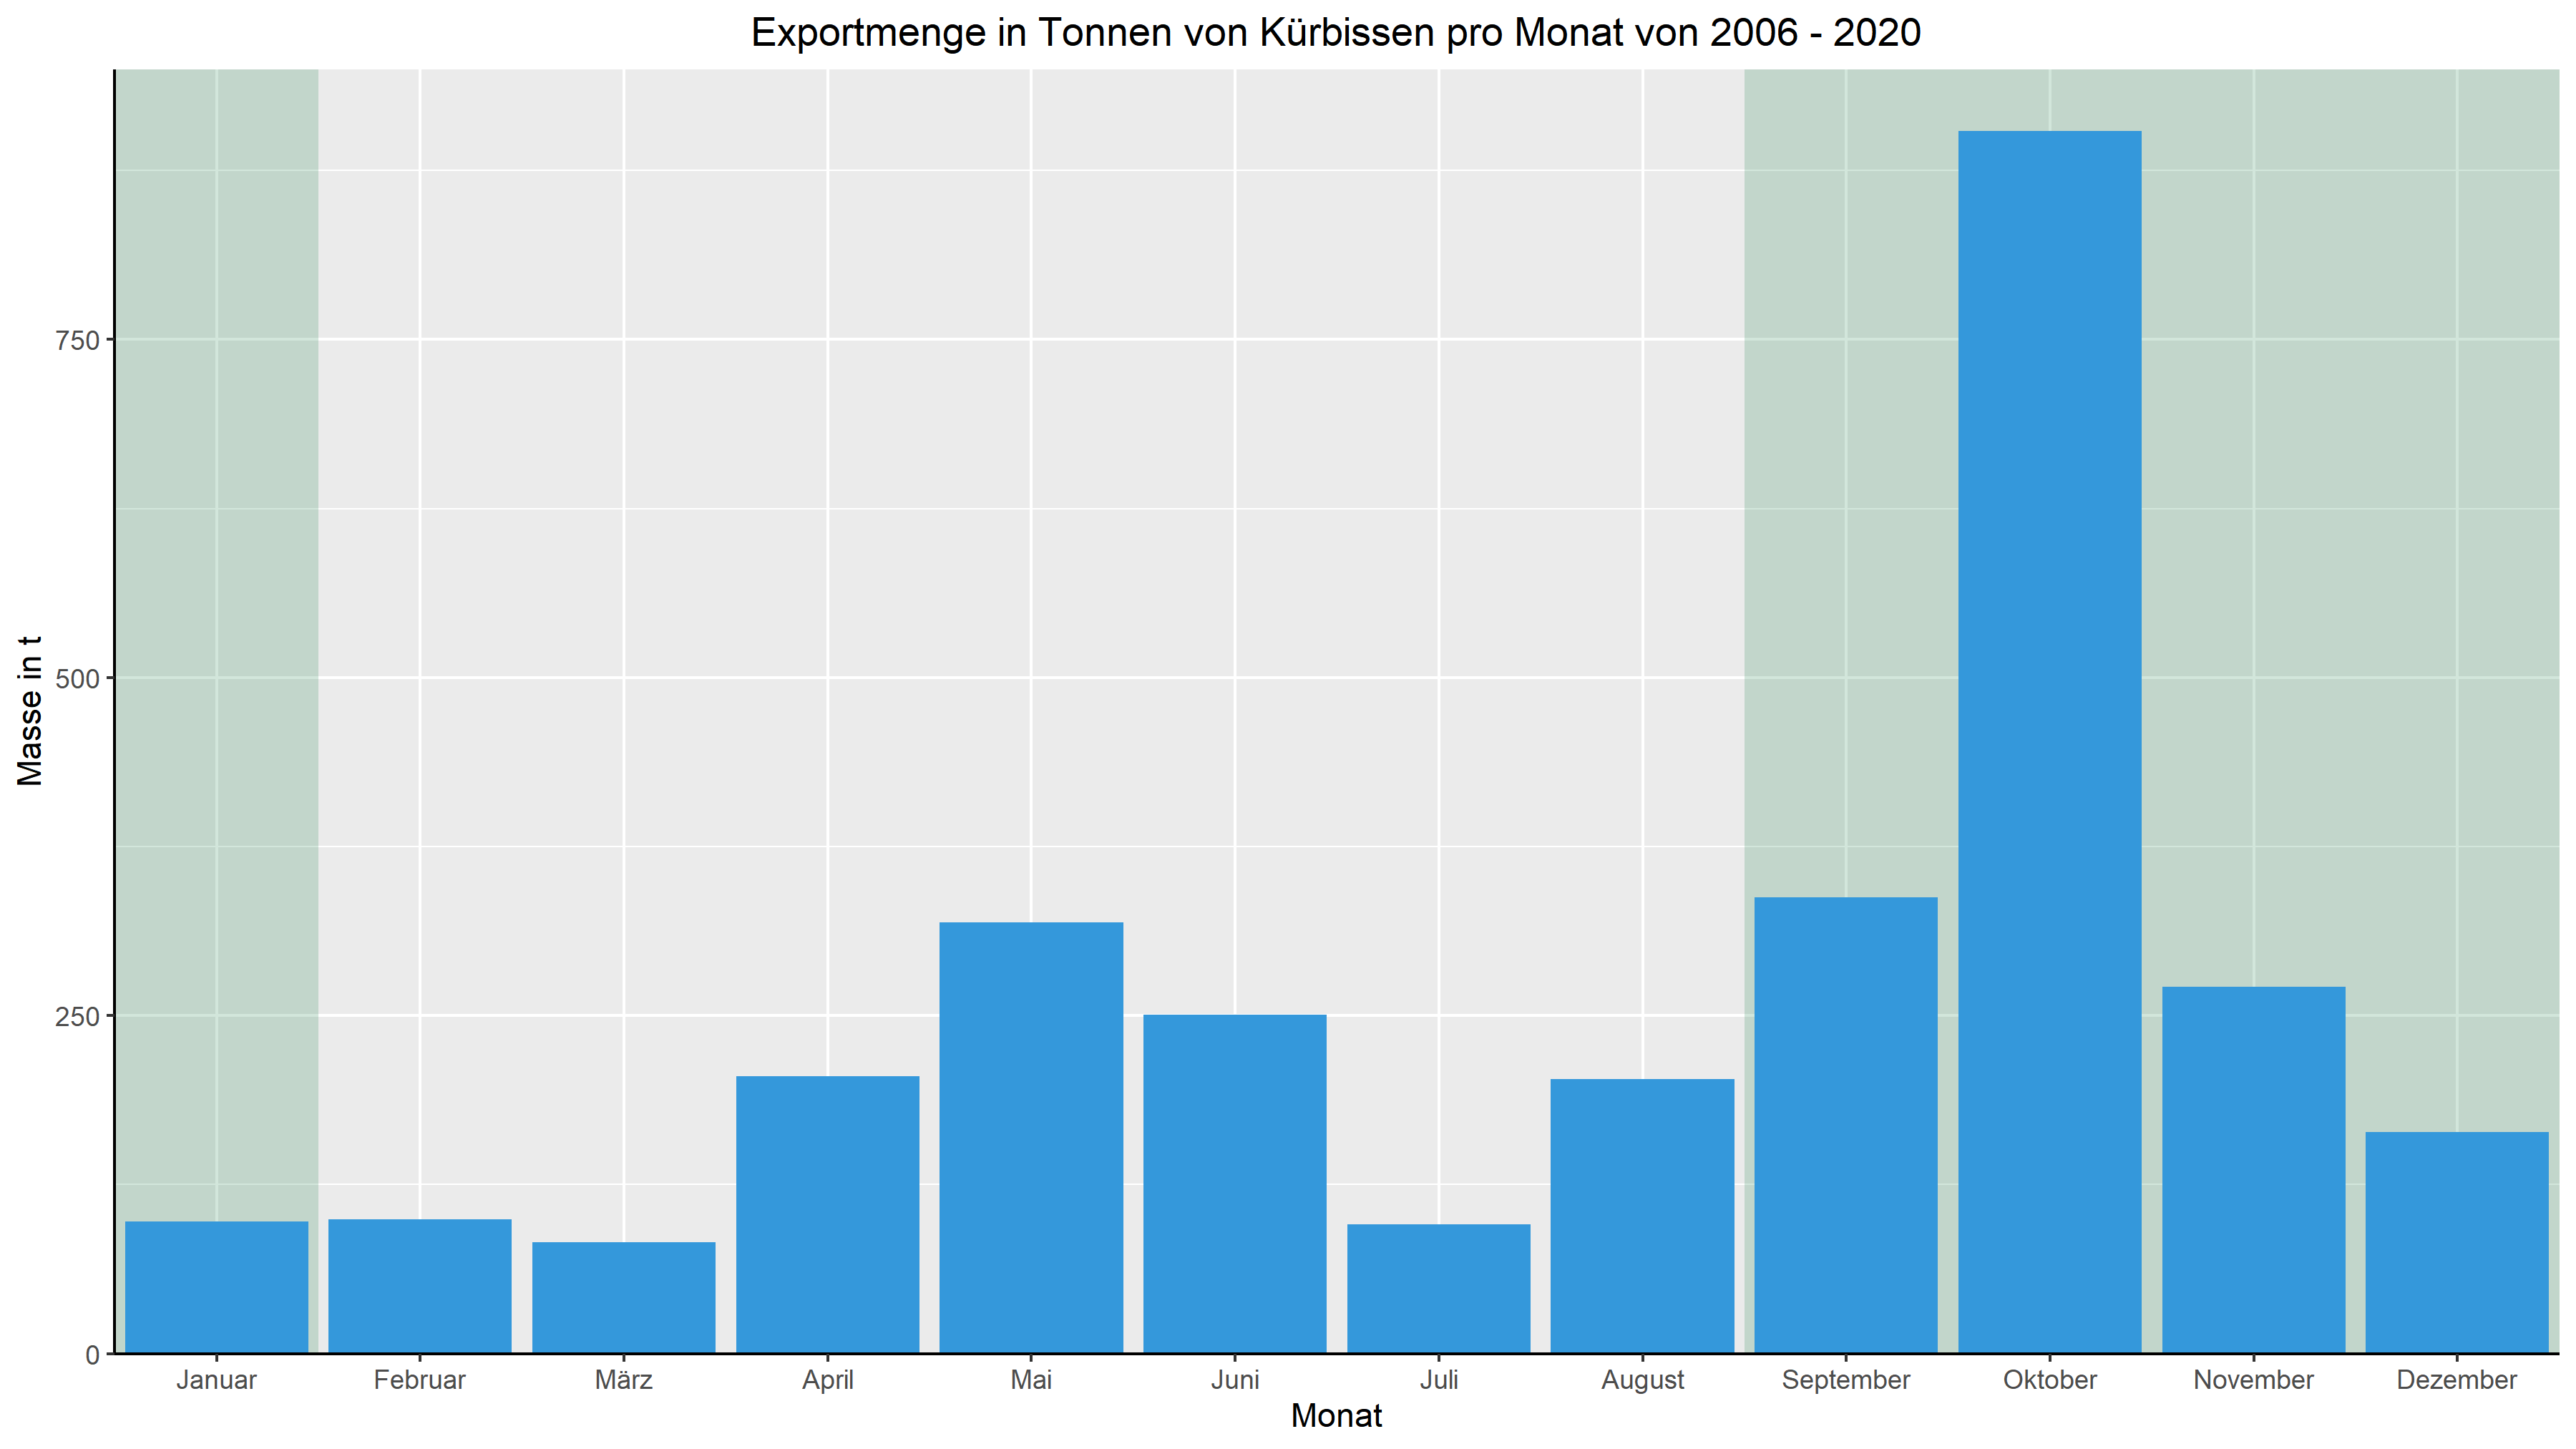 Exportmenge in Tonnen von Kürbissen pro Monat von 2006 - 2020
Masse in t
750
500
250
0
Januar Februar März April Mai Juni Juli August September Oktober November Dezember
Monat